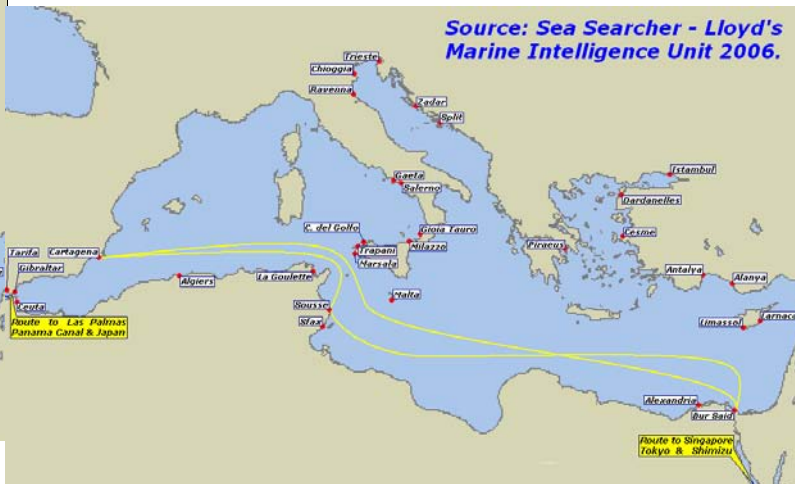 Source: Sea Searcher - Lloyd's
Marine Intelligence Unit 2006.
Trieste
Chioggia
Ravenna
Zadar
Split
Istambul
Dardanelles
Gaeta
Salerno
Gioia Tauro
Cesme
C. del Golfo
Milazzo
Piraeus
Tarifa
Cartagena
Trapani
Marsala
Gibraltar
Algiers
La Goulette
Antalya
Alanya
Malta
Ceuta
Sousse
Sfax
Limassol
Larnaca
Route to Las Palmas
Panama Canal & Japan
Alexandria
Bur Said
Route to Singapore
Tokyo & Shimizu